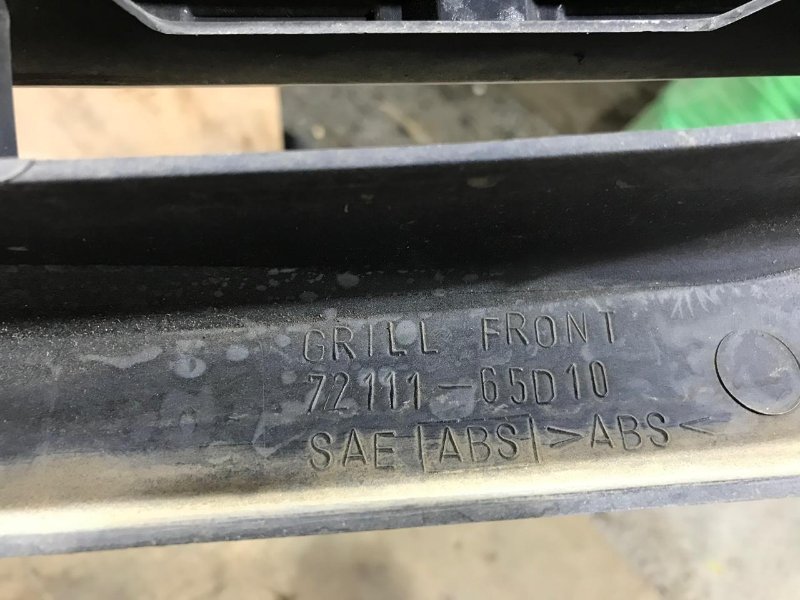 GRILL FRONT
72111-65D10
SAE |ABS| >ABS<